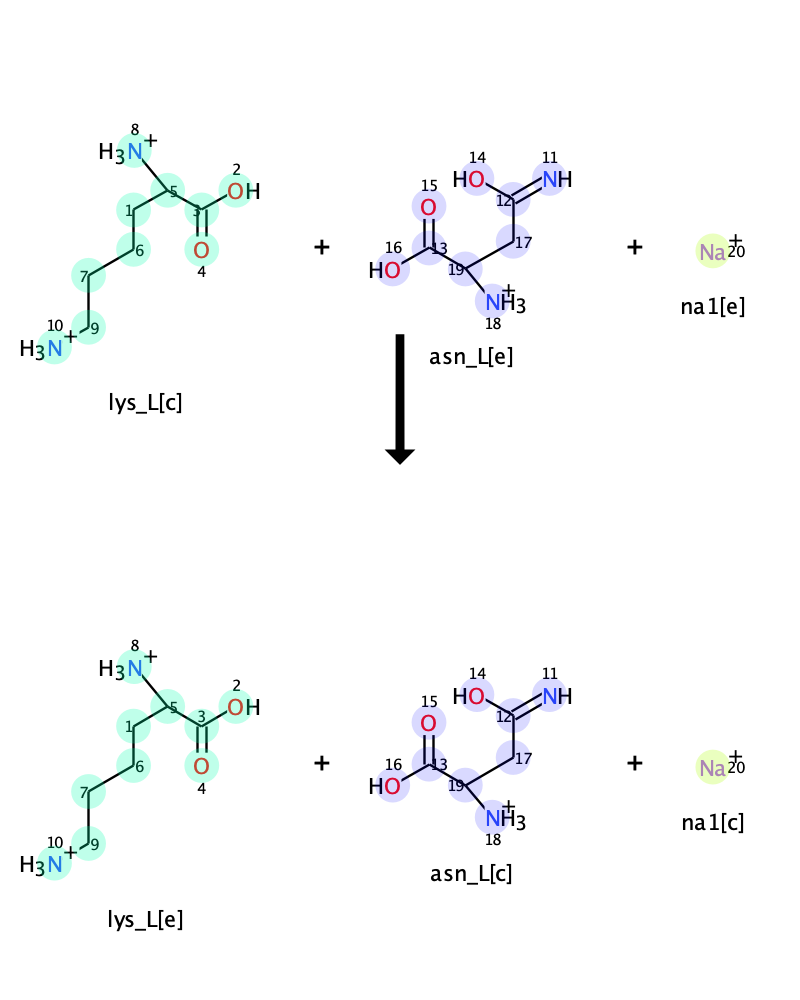 8
H3N+
2
5
OH
1
3
O
4
6
7
10
H3N+
9
lys_L[c]
+
14
HO
11
NH
15
O
12
16
HO
13
17
19
NH3+
18
asn_L[e]
+
Na+
20
na1[e]
8
H3N+
2
5
OH
1
3
O
4
6
7
10
H3N+
9
lys_L[e]
+
14
HO
11
NH
15
O
12
16
HO
13
17
19
NH3+
18
asn_L[c]
+
Na+
20
na1[c]